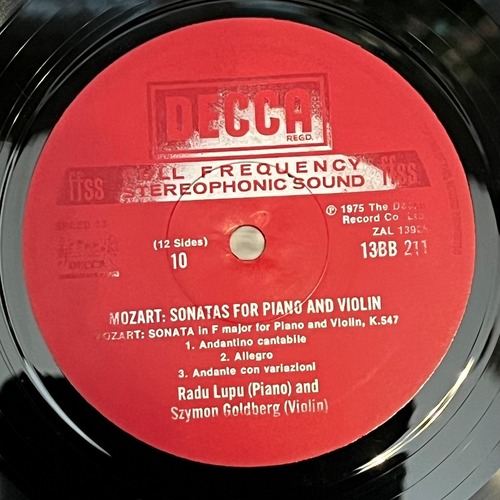 DECCA
REGD.
ffss FULL FREQUENCY ffss
STEREOPHONIC SOUND
℗ 1975 The Decca
Record Co. Ltd.
(12 Sides)
10
13BB 211
MOZART: SONATAS FOR PIANO AND VIOLIN
MOZART: SONATA in F major for Piano and Violin, K.547
1. Andantino cantabile
2. Allegro
3. Andante con variazioni
Radu Lupu (Piano) and
Szymon Goldberg (Violin)